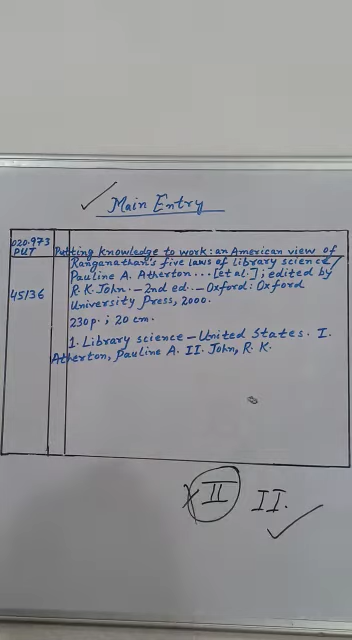 Main Entry
020.973
PUT
Putting knowledge to work : an American view of
Ranganathan's five laws of library science/
Pauline A. Atherton... [et al.]; edited by
R. K. John. - 2nd ed. - Oxford : Oxford
University Press, 2000.
45136
230p. ; 20 cm.
1. Library science - United States. I.
Atherton, Pauline A. II. John, R. K.
II II.